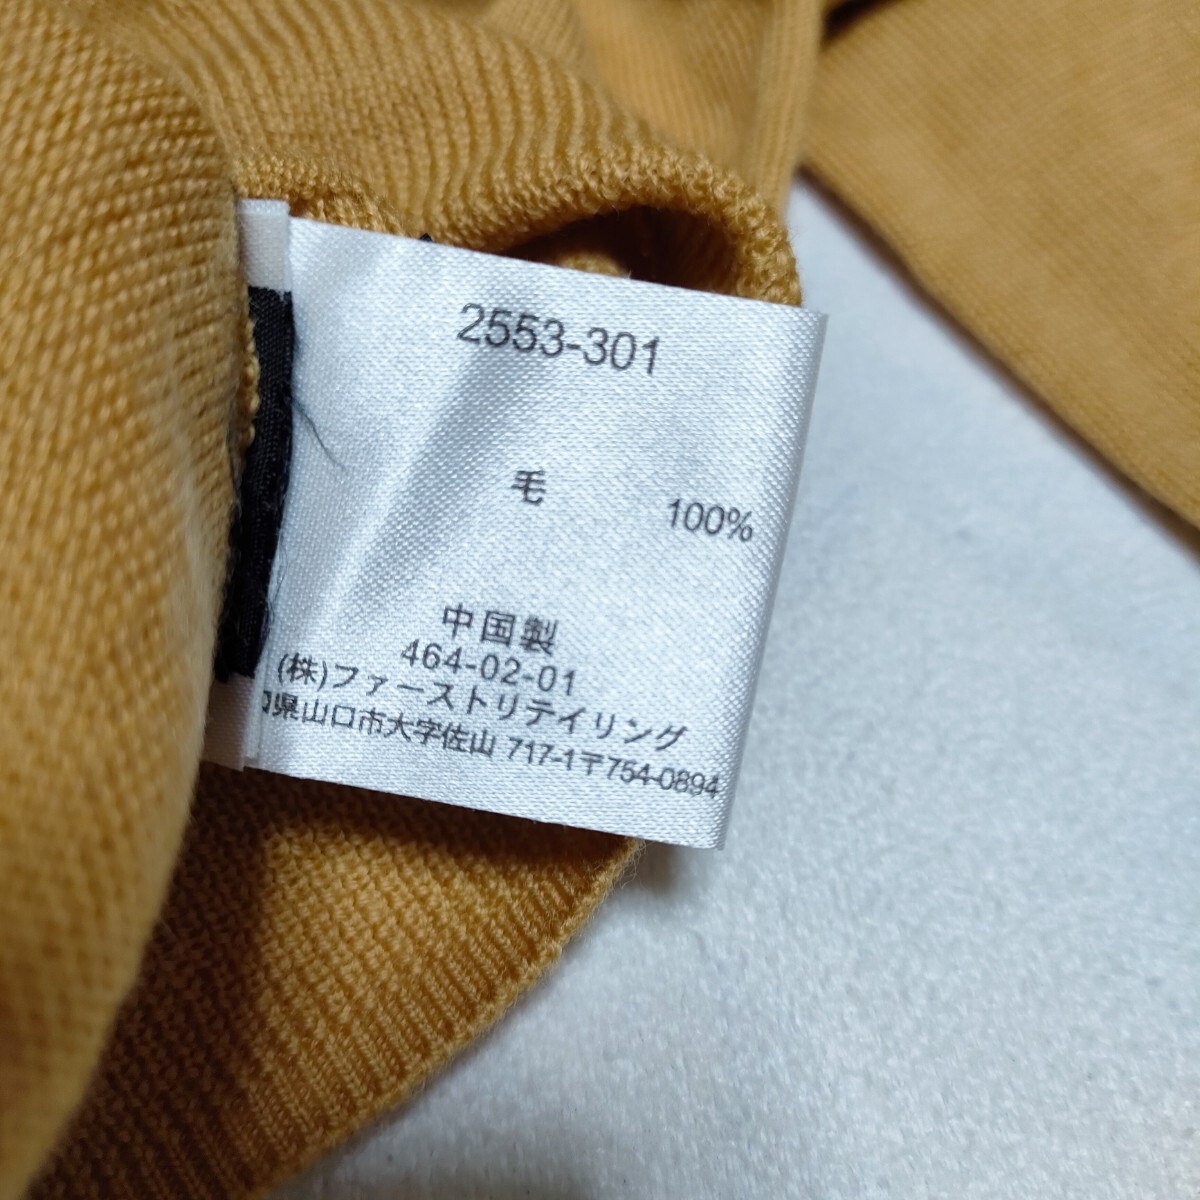 2553-301
毛 100%
中国製
464-02-01
(株)ファーストリテイリング
県山口市大字佐山 717-1〒754-0894